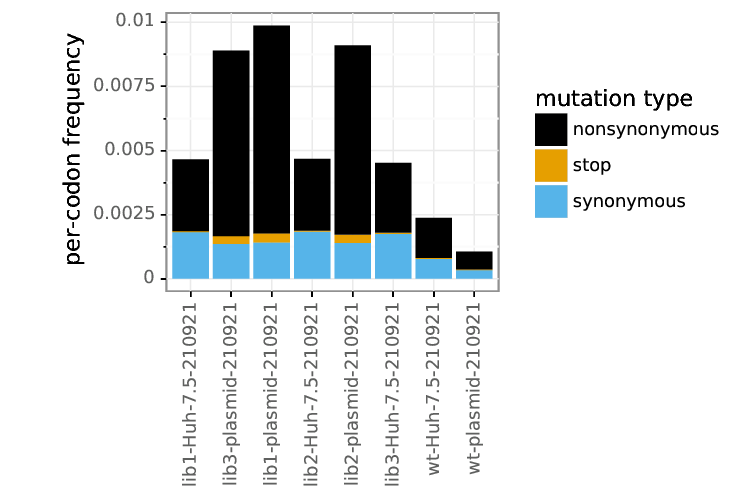 per-codon frequency
0.01
0.0075
0.005
0.0025
0
lib1-Huh-7.5-210921
lib3-plasmid-210921
lib1-plasmid-210921
lib2-Huh-7.5-210921
lib2-plasmid-210921
lib3-Huh-7.5-210921
wt-Huh-7.5-210921
wt-plasmid-210921
mutation type
nonsynonymous
stop
synonymous